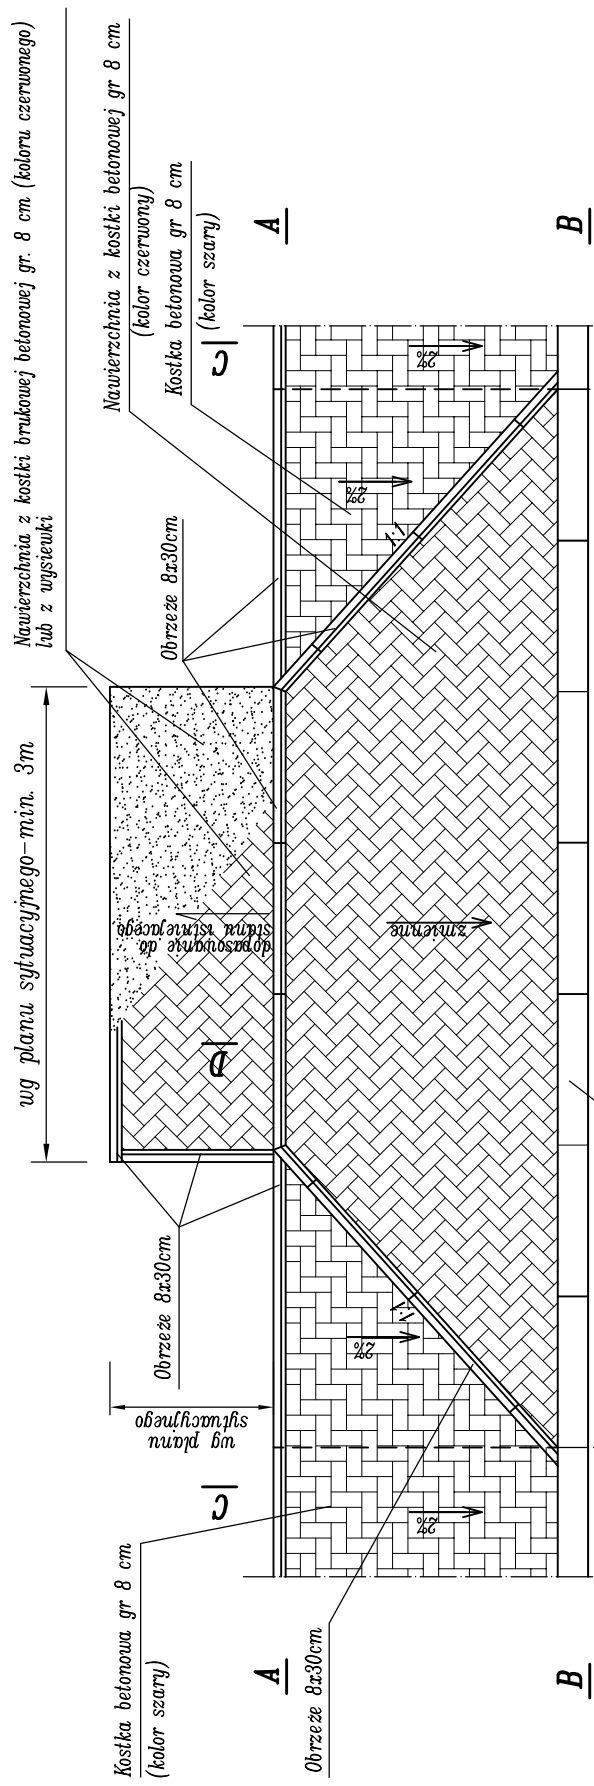 Nawierzchnia z kostki brukowej betonowej gr. 8 cm (koloru czerwonego)
lub z wysiewki
Nawierzchnia z kostki betonowej gr 8 cm
(kolor czerwony)
Kostka betonowa gr 8 cm
(kolor szary)
wg planu sytuacyjnego-min. 3m
Obrzeże 8x30cm
Obrzeże 8x30cm
wg planu
sytuacyjnego
dopasowanie do
stanu istniejącego
Kostka betonowa gr 8 cm
(kolor szary)
Obrzeże 8x30cm
C
C
D
A
A
B
B
1:1
1:1
2%
2%
2%
2%
zmienne